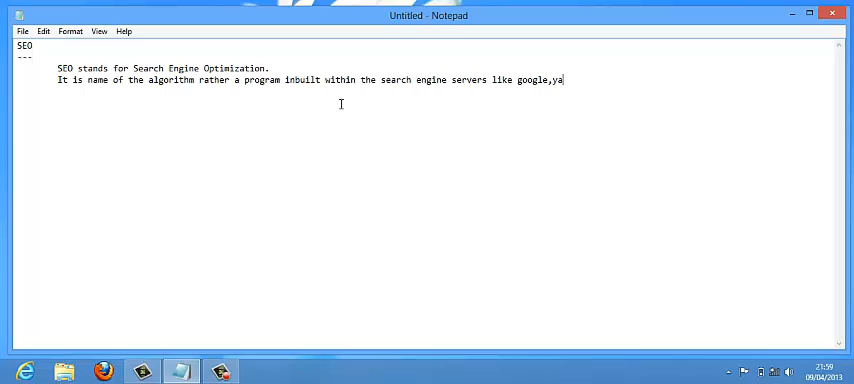 Untitled - Notepad
File Edit Format View Help
SEO
---
SEO stands for Search Engine Optimization.
It is name of the algorithm rather a program inbuilt within the search engine servers like google,ya
21:59
09/04/2013